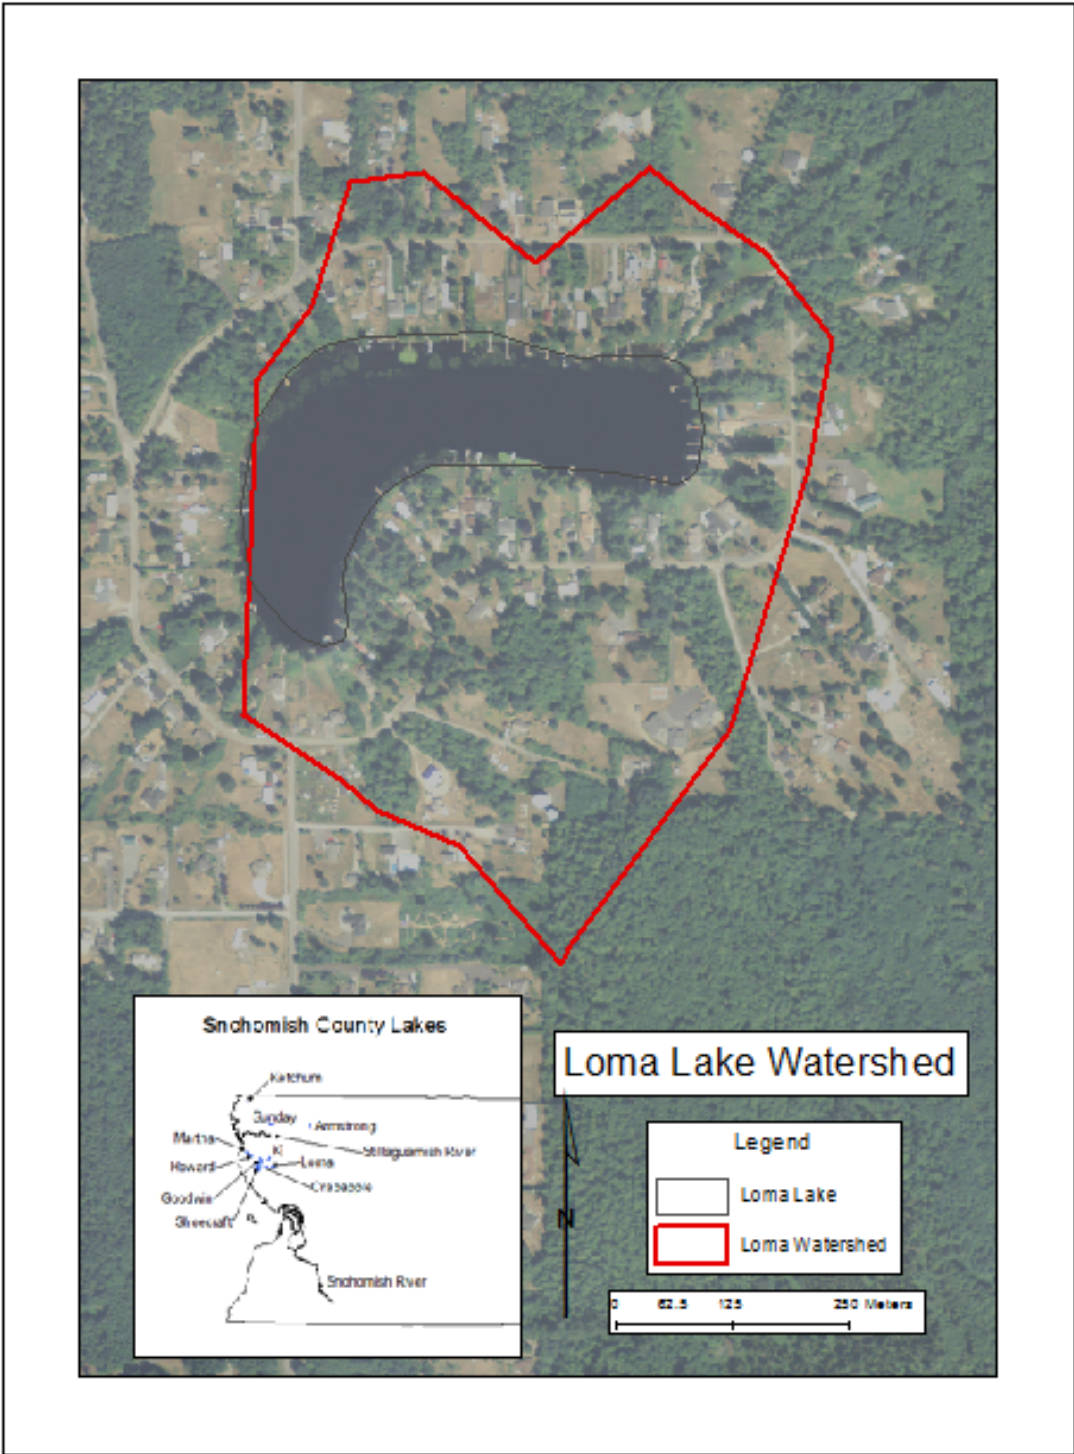 Snohomish County Lakes
Ketchum
Sunday
Armstrong
Martha
Stillaguamish River
Ki
Howard
Loma
Goodwin
Crabapple
Shoecraft
Snohomish River
Loma Lake Watershed
Legend
Loma Lake
Loma Watershed
N
0 62.5 125 250 Meters